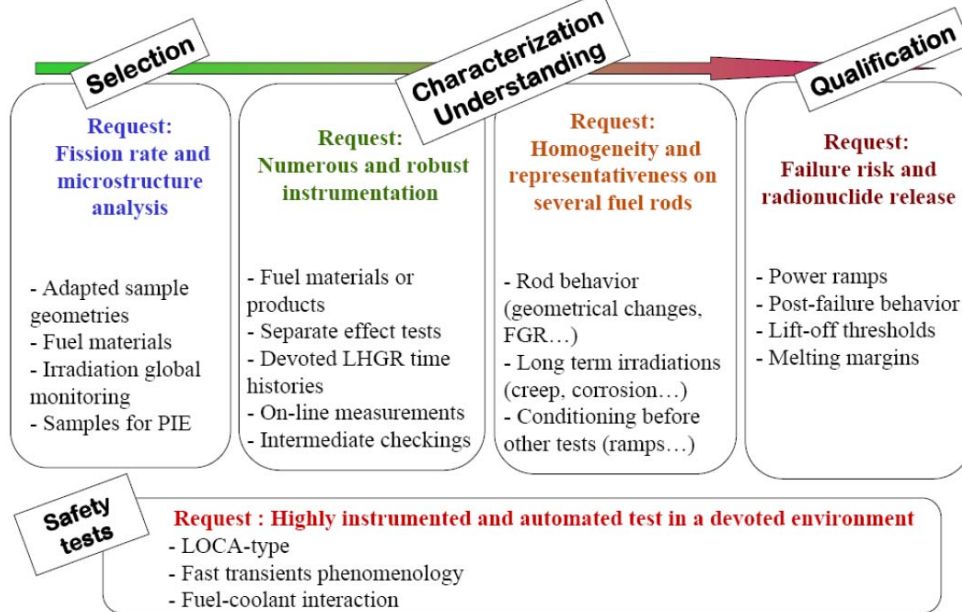 Selection
Characterization
Understanding
Qualification
Request:
Fission rate and
microstructure
analysis
- Adapted sample
geometries
- Fuel materials
- Irradiation global
monitoring
- Samples for PIE
Request:
Numerous and robust
instrumentation
- Fuel materials or
products
- Separate effect tests
- Devoted LHGR time
histories
- On-line measurements
- Intermediate checkings
Request:
Homogeneity and
representativeness on
several fuel rods
- Rod behavior
(geometrical changes,
FGR…)
- Long term irradiations
(creep, corrosion…)
- Conditioning before
other tests (ramps…)
Request:
Failure risk and
radionuclide release
- Power ramps
- Post-failure behavior
- Lift-off thresholds
- Melting margins
Safety
tests
Request : Highly instrumented and automated test in a devoted environment
- LOCA-type
- Fast transients phenomenology
- Fuel-coolant interaction